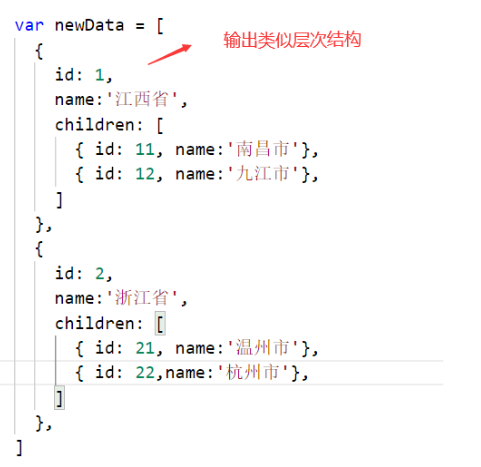 var newData = [
输出类似层次结构
{
id: 1,
name:'江西省',
children: [
{ id: 11, name:'南昌市'},
{ id: 12, name:'九江市'},
]
},
{
id: 2,
name:'浙江省',
children: [
{ id: 21, name:'温州市'},
{ id: 22,name:'杭州市'},
]
},
]